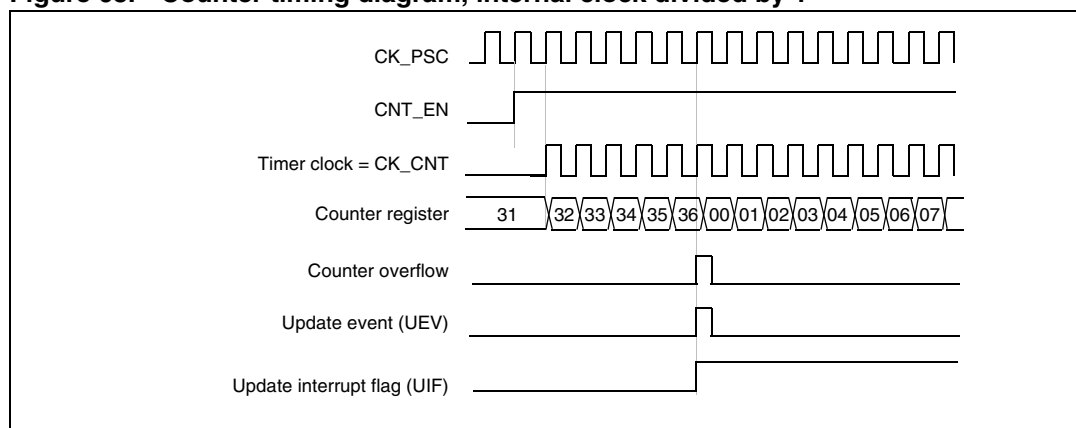 CK_PSC
CNT_EN
Timer clock = CK_CNT
Counter register 31 32 33 34 35 36 00 01 02 03 04 05 06 07
Counter overflow
Update event (UEV)
Update interrupt flag (UIF)